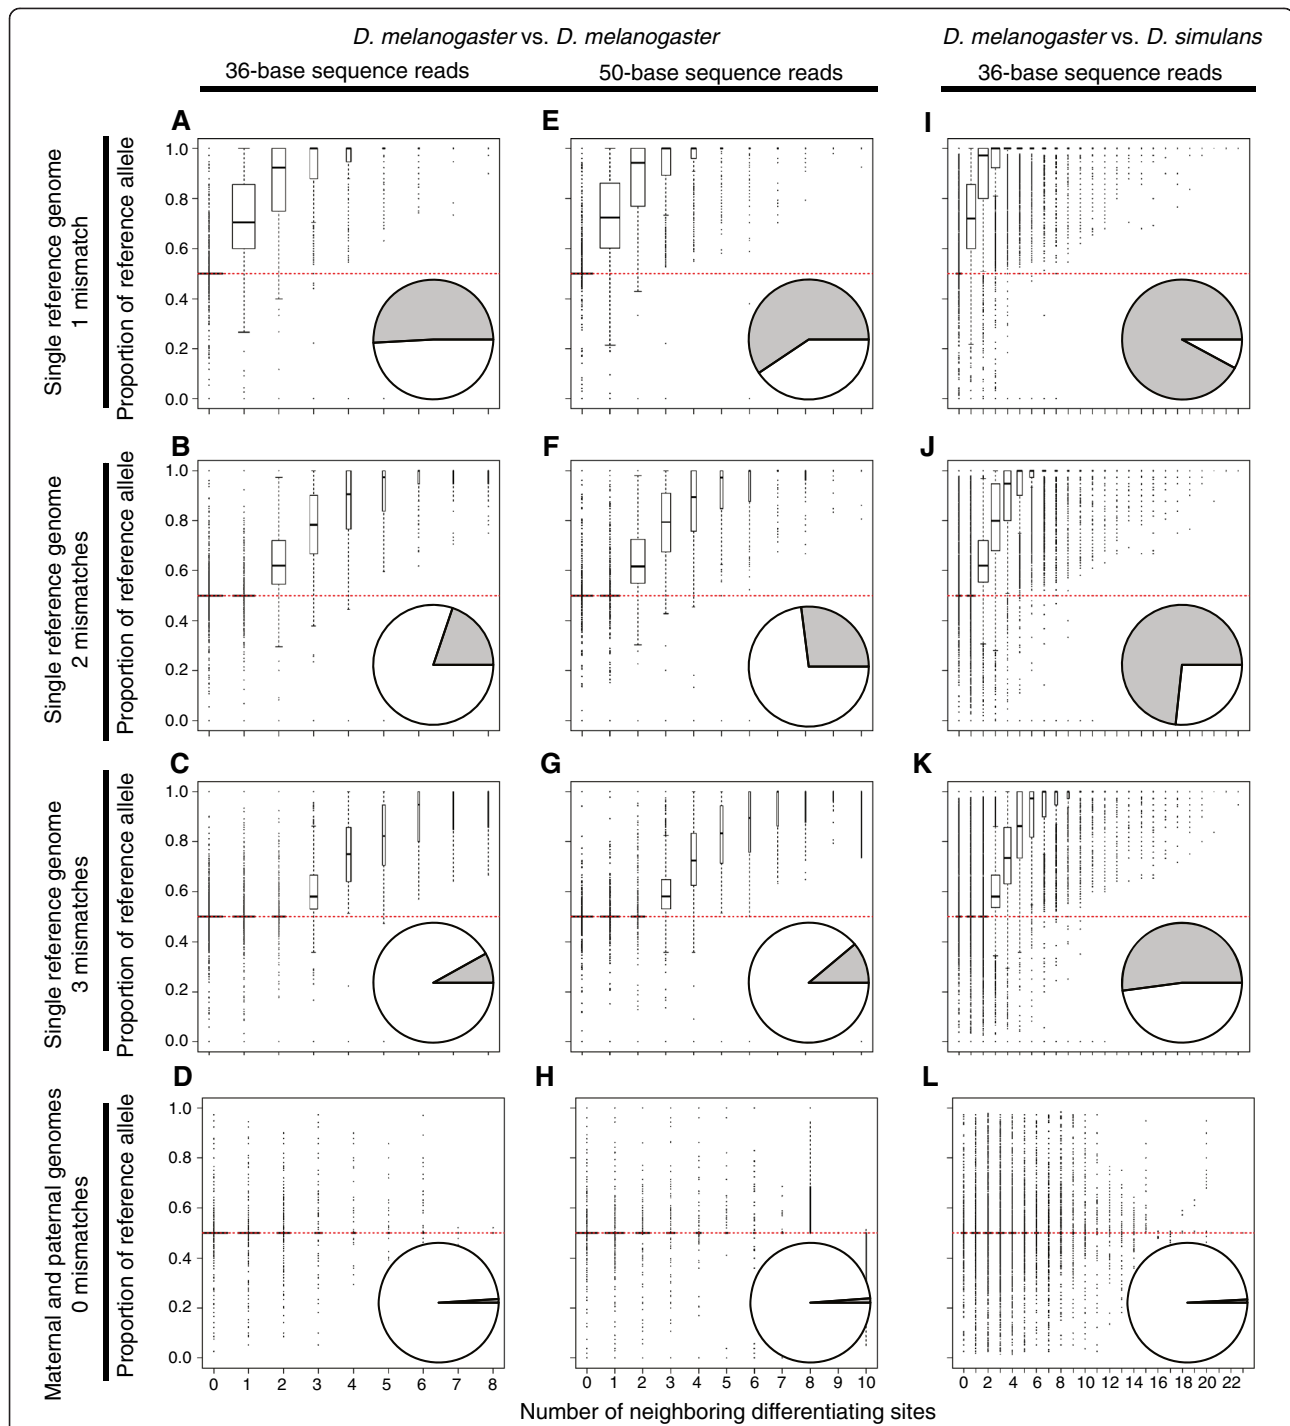 D. melanogaster vs. D. melanogaster
D. melanogaster vs. D. simulans
36-base sequence reads
50-base sequence reads
36-base sequence reads
Single reference genome
1 mismatch
Proportion of reference allele
A
1.0
0.8
0.6
0.4
0.2
0.0
E
I
Single reference genome
2 mismatches
Proportion of reference allele
B
1.0
0.8
0.6
0.4
0.2
0.0
F
J
Single reference genome
3 mismatches
Proportion of reference allele
C
1.0
0.8
0.6
0.4
0.2
0.0
G
K
Maternal and paternal genomes
0 mismatches
Proportion of reference allele
D
1.0
0.8
0.6
0.4
0.2
0.0
H
L
0 1 2 3 4 5 6 7 8
0 1 2 3 4 5 6 7 8 9 10
0 2 4 6 8 10 12 14 16 18 20 22
Number of neighboring differentiating sites